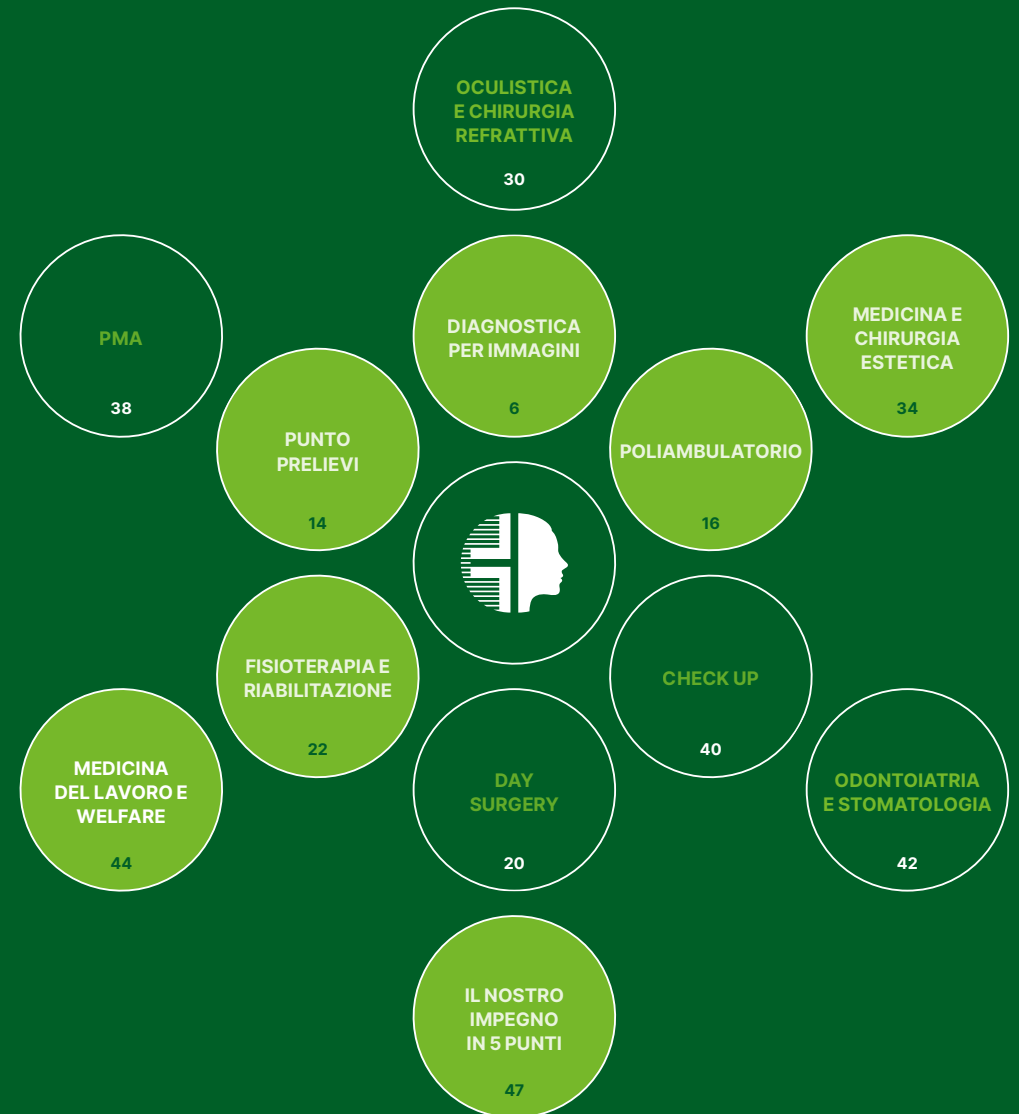 OCULISTICA
E CHIRURGIA
REFRATTIVA
30
PMA
38
DIAGNOSTICA
PER IMMAGINI
6
MEDICINA E
CHIRURGIA
ESTETICA
34
PUNTO
PRELIEVI
14
POLIAMBULATORIO
16
FISIOTERAPIA E
RIABILITAZIONE
22
CHECK UP
40
MEDICINA
DEL LAVORO E
WELFARE
44
DAY
SURGERY
20
ODONTOIATRIA
E STOMATOLOGIA
42
IL NOSTRO
IMPEGNO
IN 5 PUNTI
47